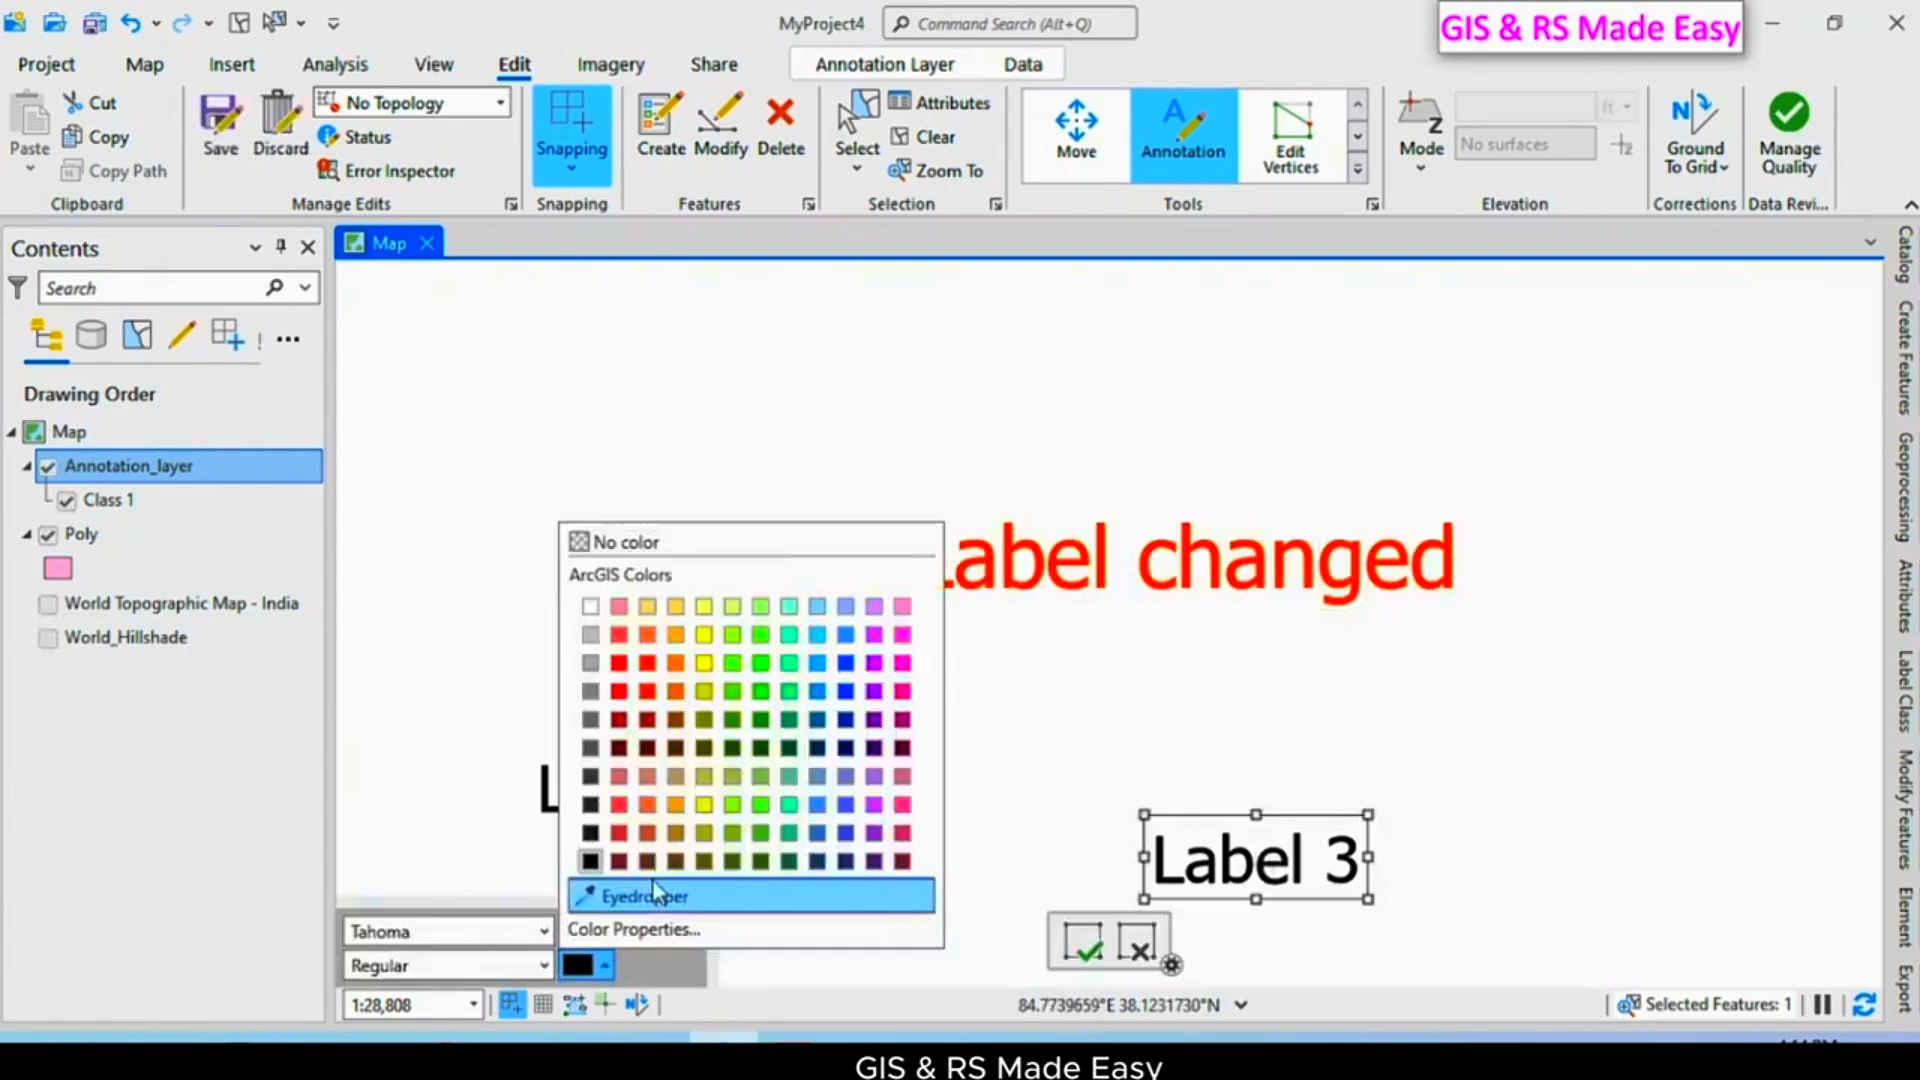 MyProject4
Command Search (Alt+Q)
GIS & RS Made Easy
Project Map Insert Analysis View Edit Imagery Share Annotation Layer Data
Paste
Cut
Copy
Copy Path
Clipboard
Save
Discard
No Topology
Status
Error Inspector
Manage Edits
Snapping
Snapping
Create
Modify
Delete
Features
Select
Attributes
Clear
Zoom To
Selection
Move
Annotation
Edit
Vertices
Tools
Mode
ft
No surfaces
Elevation
Ground
To Grid
Corrections
Manage
Quality
Data Revi...
Contents
Search
Drawing Order
Map
Annotation_layer
Class 1
Poly
World Topographic Map - India
World_Hillshade
Map
No color
ArcGIS Colors
Eyedropper
Color Properties...
Label changed
L
Label 3
Tahoma
Regular
1:28,808
84.7739659°E 38.1231730°N
Selected Features: 1
Catalog
Create Features
Geoprocessing
Attributes
Label Class
Modify Features
Element
Export
GIS & RS Made Easy